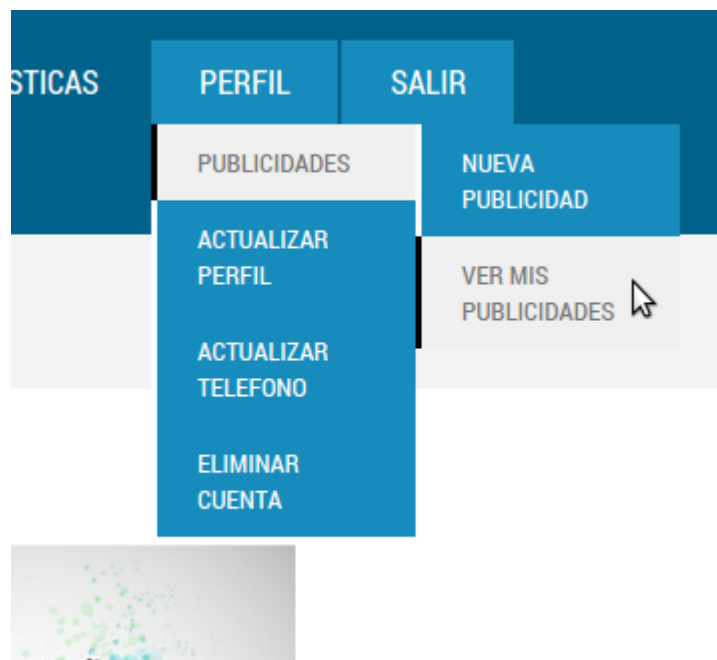 STICAS PERFIL SALIR
PUBLICIDADES
NUEVA
PUBLICIDAD
ACTUALIZAR
PERFIL
VER MIS
PUBLICIDADES
ACTUALIZAR
TELEFONO
ELIMINAR
CUENTA